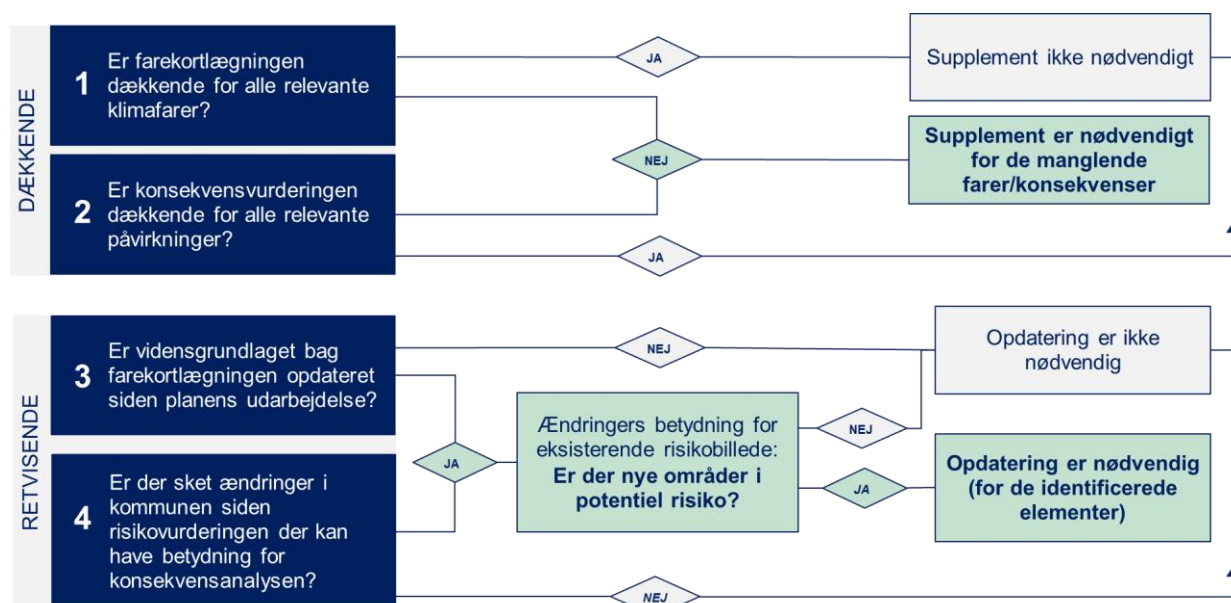 DÆKKENDE
1
Er farekortlægningen
dækkende for alle relevante
klimafarer?
JA
Supplement ikke nødvendigt
NEJ
Supplement er nødvendigt
for de manglende
farer/konsekvenser
2
Er konsekvensvurderingen
dækkende for alle relevante
påvirkninger?
JA
RETVISENDE
3
Er vidensgrundlaget bag
farekortlægningen opdateret
siden planens udarbejdelse?
NEJ
Opdatering er ikke
nødvendig
JA
Ændringers betydning for
eksisterende risikobillede:
Er der nye områder i
potentiel risiko?
NEJ
JA
Opdatering er nødvendig
(for de identificerede
elementer)
4
Er der sket ændringer i
kommunen siden
risikovurderingen der kan
have betydning for
konsekvensanalysen?
NEJ